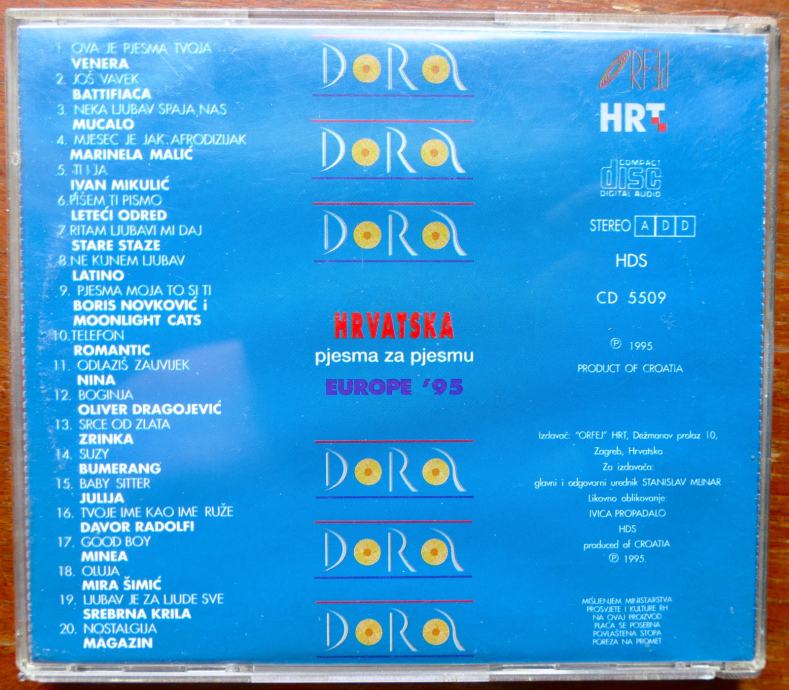 1. OVA JE PJESMA TVOJA
VENERA
2. JOŠ VAVEK
BATTIFIACA
3. NEKA LJUBAV SPAJA NAS
MUCALO
4. MJESEC JE JAK AFRODIZIJAK
MARINELA MALIĆ
5. TI I JA
IVAN MIKULIĆ
6. PIŠEM TI PISMO
LETEĆI ODRED
7. RITAM LJUBAVI MI DAJ
STARE STAZE
8. NE KUNEM LJUBAV
LATINO
9. PJESMA MOJA TO SI TI
BORIS NOVKOVIĆ i
MOONLIGHT CATS
10. TELEFON
ROMANTIC
11. ODLAZIŠ ZAUVIJEK
NINA
12. BOGINJA
OLIVER DRAGOJEVIĆ
13. SRCE OD ZLATA
ZRINKA
14. SUZY
BUMERANG
15. BABY SITTER
JULIJA
16. TVOJE IME KAO IME RUŽE
DAVOR RADOLFI
17. GOOD BOY
MINEA
18. OLUJA
MIRA ŠIMIĆ
19. LJUBAV JE ZA LJUDE SVE
SREBRNA KRILA
20. NOSTALGIJA
MAGAZIN
DORA
DORA
DORA
HRVATSKA
pjesma za pjesmu
EUROPE '95
DORA
DORA
DORA
ORFEJ
HRT
COMPACT
disc
DIGITAL AUDIO
STEREO A D D
HDS
CD 5509
℗ 1995.
PRODUCT OF CROATIA
Izdavač: "ORFEJ" HRT, Dežmanov prolaz 10,
Zagreb, Hrvatska
Za izdavača:
glavni i odgovorni urednik STANISLAV MLINAR
Likovno oblikovanje:
IVICA PROPADALO
HDS
produced of CROATIA
℗ 1995.
MIŠLJENJEM MINISTARSTVA
PROSVJETE I KULTURE RH
NA OVAJ PROIZVOD
PLAĆA SE POSEBNA
POVLAŠTENA STOPA
POREZA NA PROMET